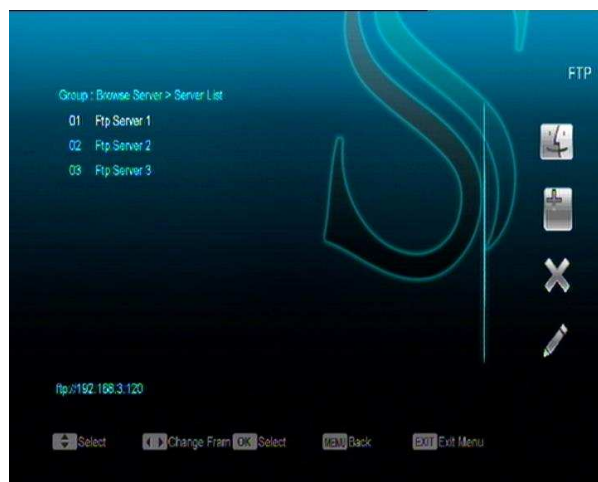 FTP
Group : Browse Server > Server List
01 Ftp Server 1
02 Ftp Server 2
03 Ftp Server 3
ftp://192.168.3.120
Select Change Fram OK Select MENU Back EXIT Exit Menu